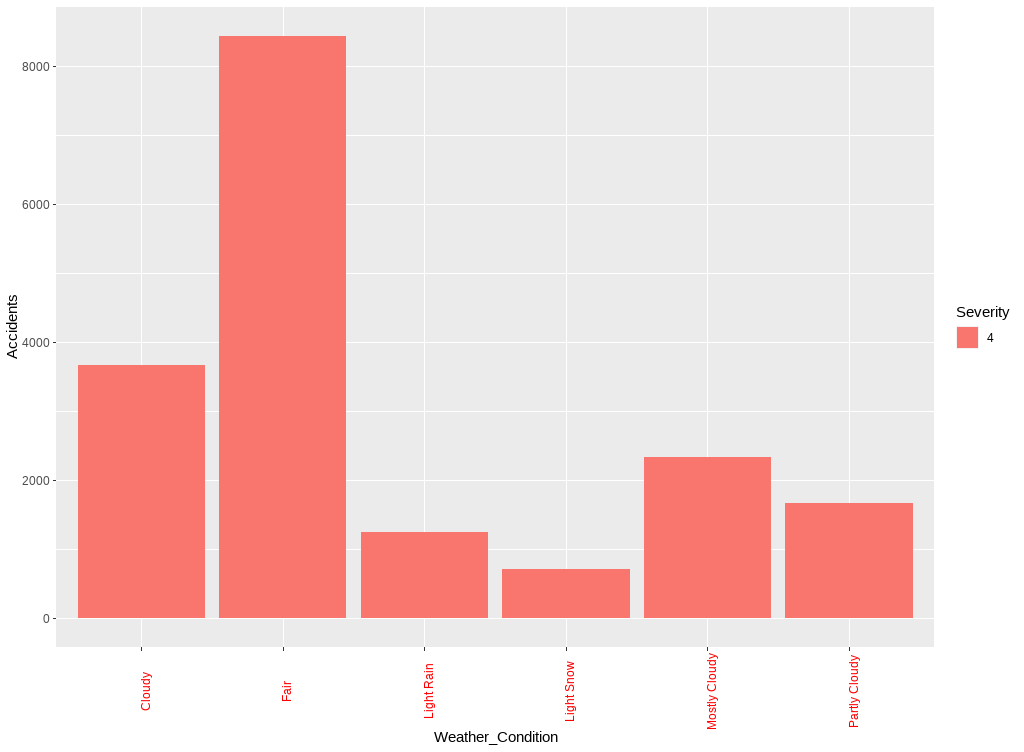 8000
6000
4000
2000
0
Accidents
Cloudy
Fair
Light Rain
Light Snow
Mostly Cloudy
Partly Cloudy
Weather_Condition
Severity
4